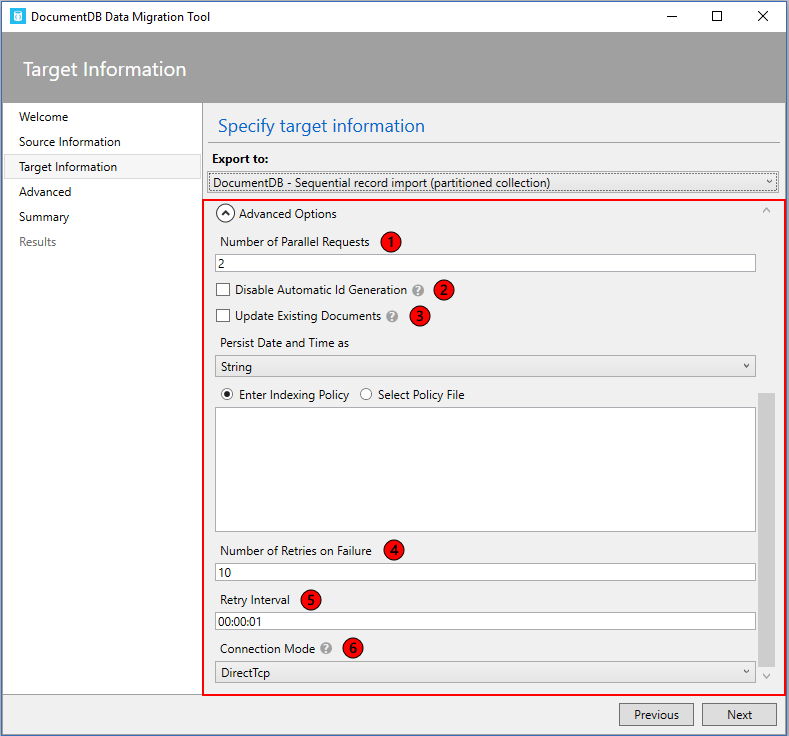 DocumentDB Data Migration Tool
Target Information
Welcome
Source Information
Target Information
Advanced
Summary
Results
Specify target information
Export to:
DocumentDB - Sequential record import (partitioned collection)
Advanced Options
Number of Parallel Requests 1
2
Disable Automatic Id Generation ? 2
Update Existing Documents ? 3
Persist Date and Time as
String
Enter Indexing Policy Select Policy File
Number of Retries on Failure 4
10
Retry Interval 5
00:00:01
Connection Mode ? 6
DirectTcp
Previous Next